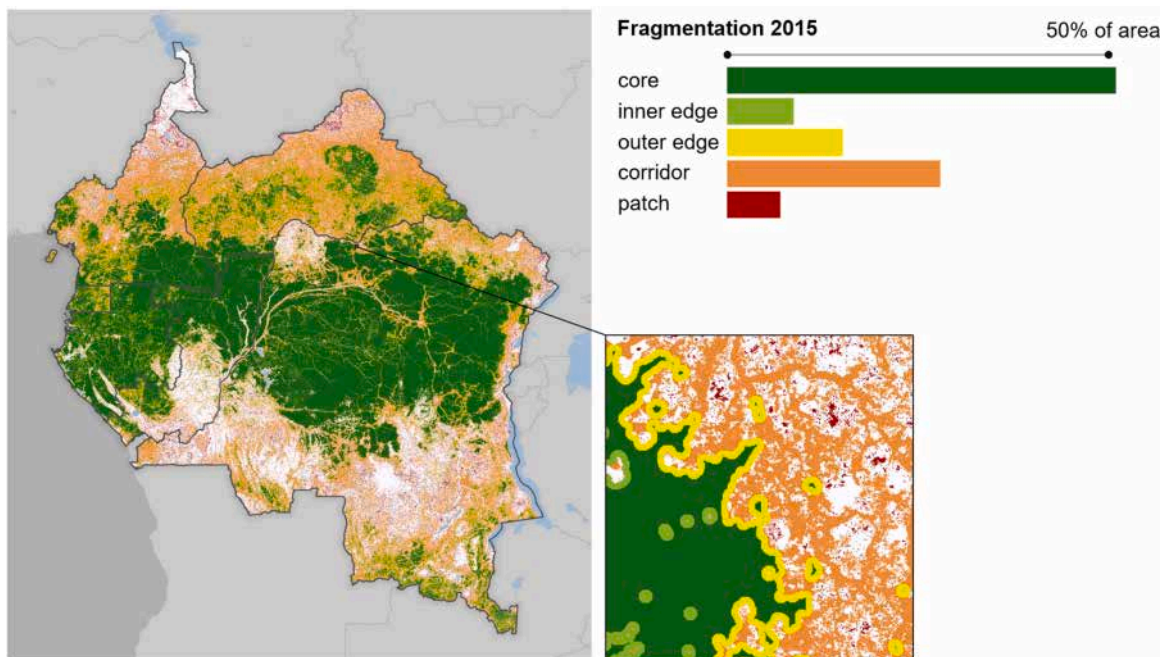 Fragmentation 2015
50% of area
core
inner edge
outer edge
corridor
patch